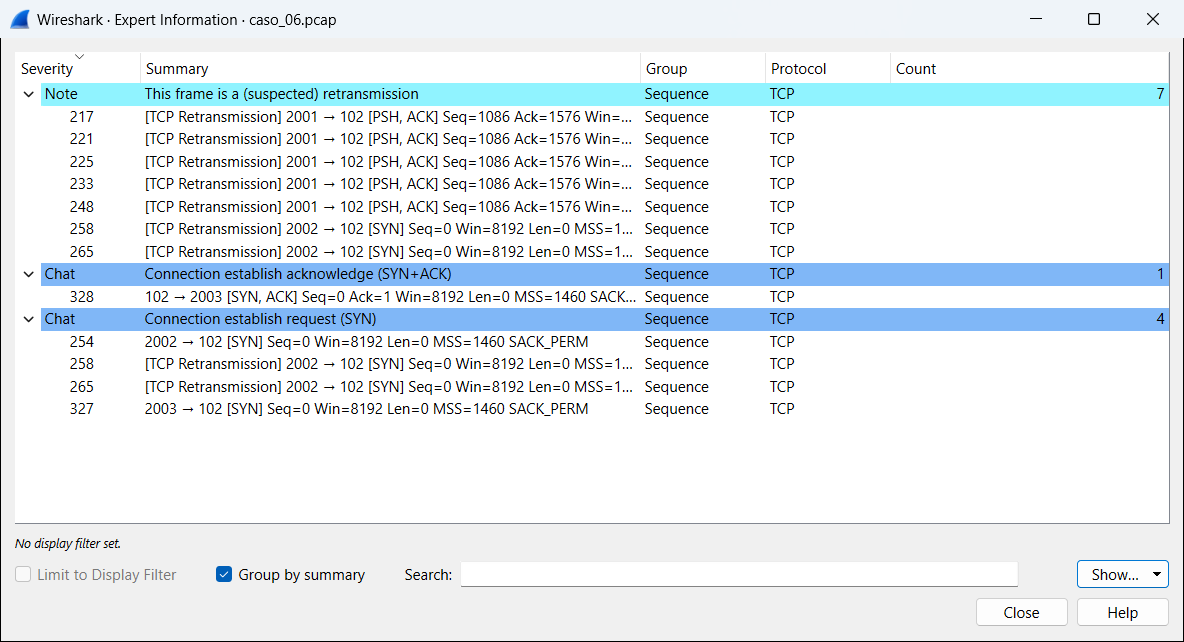 Wireshark · Expert Information · caso_06.pcap
Severity Summary Group Protocol Count
Note This frame is a (suspected) retransmission Sequence TCP 7
217 [TCP Retransmission] 2001 → 102 [PSH, ACK] Seq=1086 Ack=1576 Win=... Sequence TCP
221 [TCP Retransmission] 2001 → 102 [PSH, ACK] Seq=1086 Ack=1576 Win=... Sequence TCP
225 [TCP Retransmission] 2001 → 102 [PSH, ACK] Seq=1086 Ack=1576 Win=... Sequence TCP
233 [TCP Retransmission] 2001 → 102 [PSH, ACK] Seq=1086 Ack=1576 Win=... Sequence TCP
248 [TCP Retransmission] 2001 → 102 [PSH, ACK] Seq=1086 Ack=1576 Win=... Sequence TCP
258 [TCP Retransmission] 2002 → 102 [SYN] Seq=0 Win=8192 Len=0 MSS=1... Sequence TCP
265 [TCP Retransmission] 2002 → 102 [SYN] Seq=0 Win=8192 Len=0 MSS=1... Sequence TCP
Chat Connection establish acknowledge (SYN+ACK) Sequence TCP 1
328 102 → 2003 [SYN, ACK] Seq=0 Ack=1 Win=8192 Len=0 MSS=1460 SACK... Sequence TCP
Chat Connection establish request (SYN) Sequence TCP 4
254 2002 → 102 [SYN] Seq=0 Win=8192 Len=0 MSS=1460 SACK_PERM Sequence TCP
258 [TCP Retransmission] 2002 → 102 [SYN] Seq=0 Win=8192 Len=0 MSS=1... Sequence TCP
265 [TCP Retransmission] 2002 → 102 [SYN] Seq=0 Win=8192 Len=0 MSS=1... Sequence TCP
327 2003 → 102 [SYN] Seq=0 Win=8192 Len=0 MSS=1460 SACK_PERM Sequence TCP
No display filter set.
Limit to Display Filter Group by summary Search: Show...
Close Help